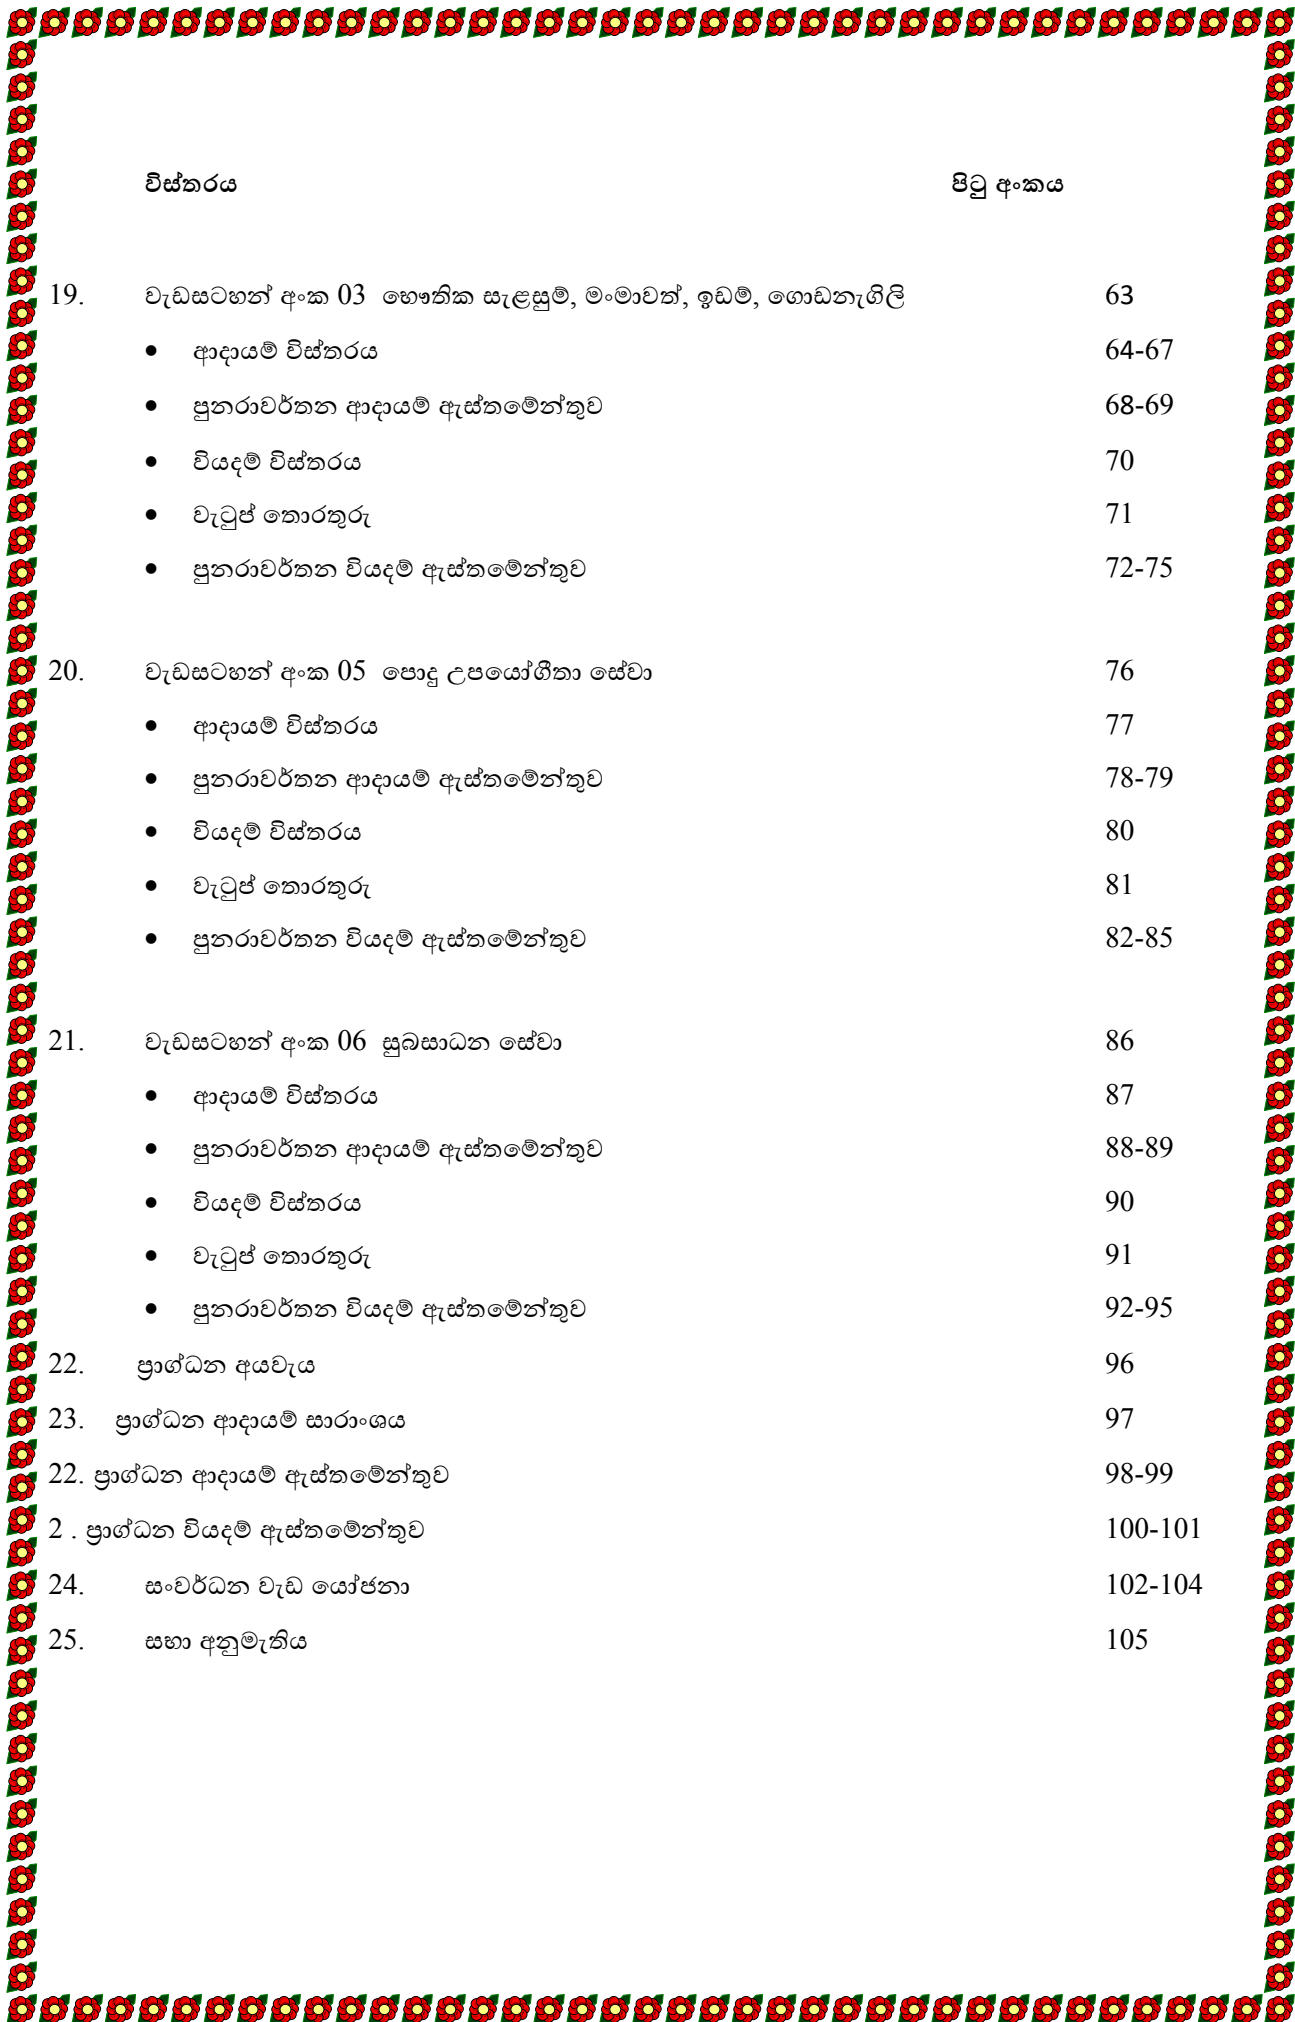 විස්තරය පිටු අංකය
19. වැඩසටහන් අංක 03 භෞතික සැළසුම්, මංමාවත්, ඉඩම්, ගොඩනැගිලි 63
• ආදායම් විස්තරය 64-67
• පුනරාවර්තන ආදායම් ඇස්තමේන්තුව 68-69
• වියදම් විස්තරය 70
• වැටුප් තොරතුරු 71
• පුනරාවර්තන වියදම් ඇස්තමේන්තුව 72-75
20. වැඩසටහන් අංක 05 පොදු උපයෝගීතා සේවා 76
• ආදායම් විස්තරය 77
• පුනරාවර්තන ආදායම් ඇස්තමේන්තුව 78-79
• වියදම් විස්තරය 80
• වැටුප් තොරතුරු 81
• පුනරාවර්තන වියදම් ඇස්තමේන්තුව 82-85
21. වැඩසටහන් අංක 06 සුබසාධන සේවා 86
• ආදායම් විස්තරය 87
• පුනරාවර්තන ආදායම් ඇස්තමේන්තුව 88-89
• වියදම් විස්තරය 90
• වැටුප් තොරතුරු 91
• පුනරාවර්තන වියදම් ඇස්තමේන්තුව 92-95
22. ප්‍රාග්ධන අයවැය 96
23. ප්‍රාග්ධන ආදායම් සාරාංශය 97
22. ප්‍රාග්ධන ආදායම් ඇස්තමේන්තුව 98-99
2 . ප්‍රාග්ධන වියදම් ඇස්තමේන්තුව 100-101
24. සංවර්ධන වැඩ යෝජනා 102-104
25. සභා අනුමැතිය 105